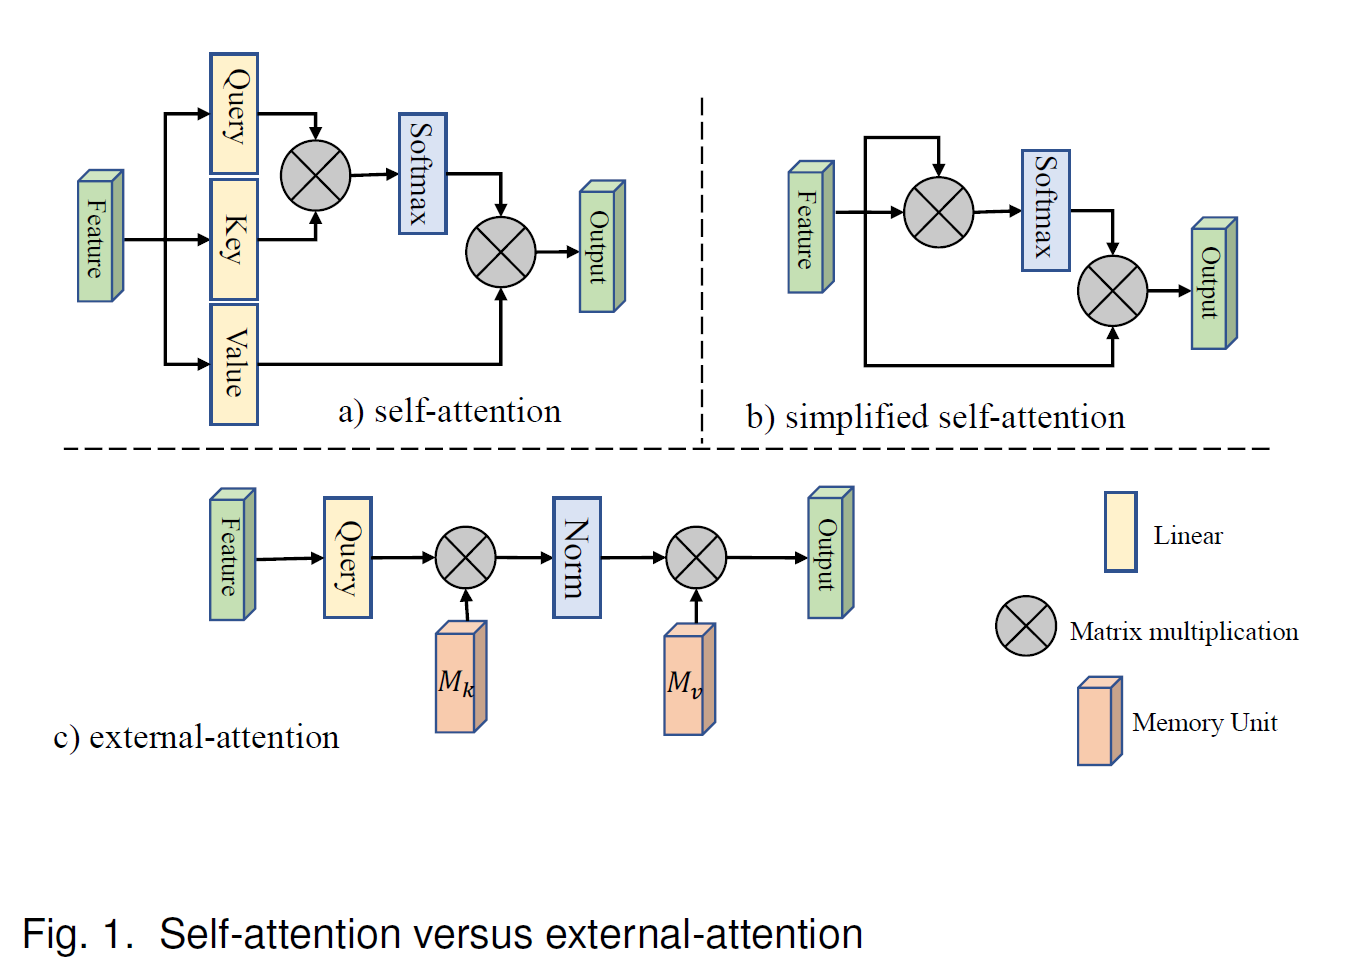 Feature
Query
Key
Value
Softmax
Output
a) self-attention
Feature
Softmax
Output
b) simplified self-attention
Feature
Query
M_k
Norm
M_v
Output
c) external-attention
Linear
Matrix multiplication
Memory Unit
Fig. 1. Self-attention versus external-attention